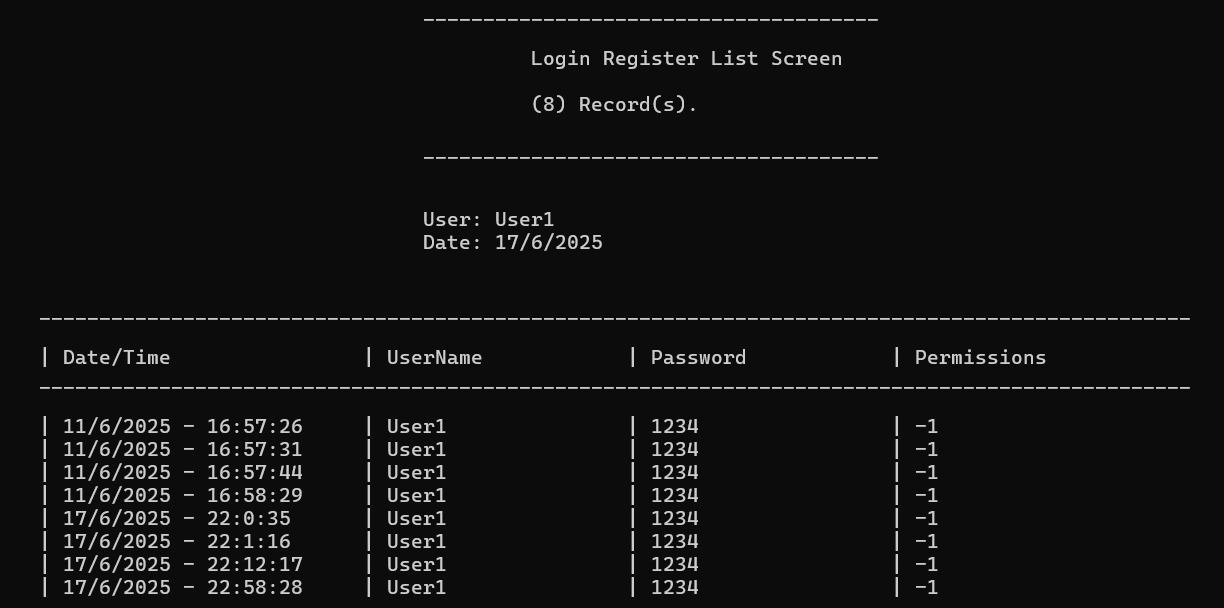 Login Register List Screen
(8) Record(s).
User: User1
Date: 17/6/2025
| Date/Time | UserName | Password | Permissions
| 11/6/2025 - 16:57:26 | User1 | 1234 | -1
| 11/6/2025 - 16:57:31 | User1 | 1234 | -1
| 11/6/2025 - 16:57:44 | User1 | 1234 | -1
| 11/6/2025 - 16:58:29 | User1 | 1234 | -1
| 17/6/2025 - 22:0:35 | User1 | 1234 | -1
| 17/6/2025 - 22:1:16 | User1 | 1234 | -1
| 17/6/2025 - 22:12:17 | User1 | 1234 | -1
| 17/6/2025 - 22:58:28 | User1 | 1234 | -1